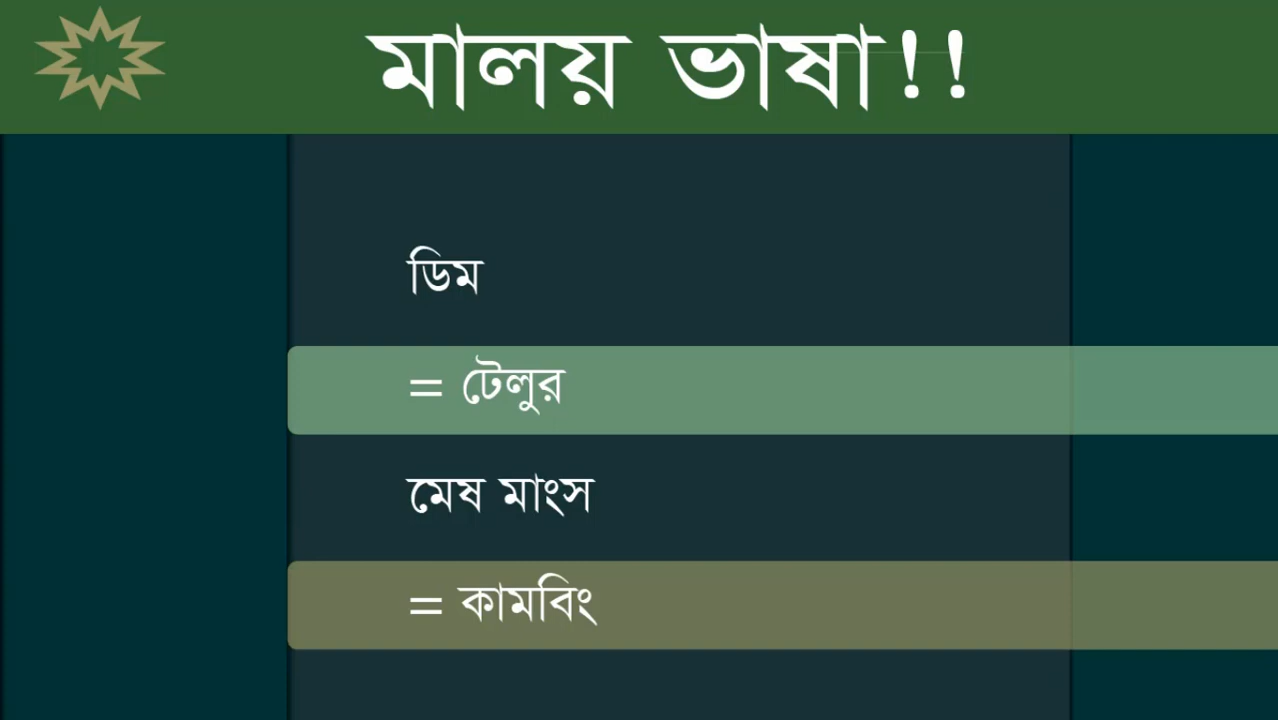 মালয় ভাষা!!
ডিম
= টেলুর
মেষ মাংস
= কামবিং